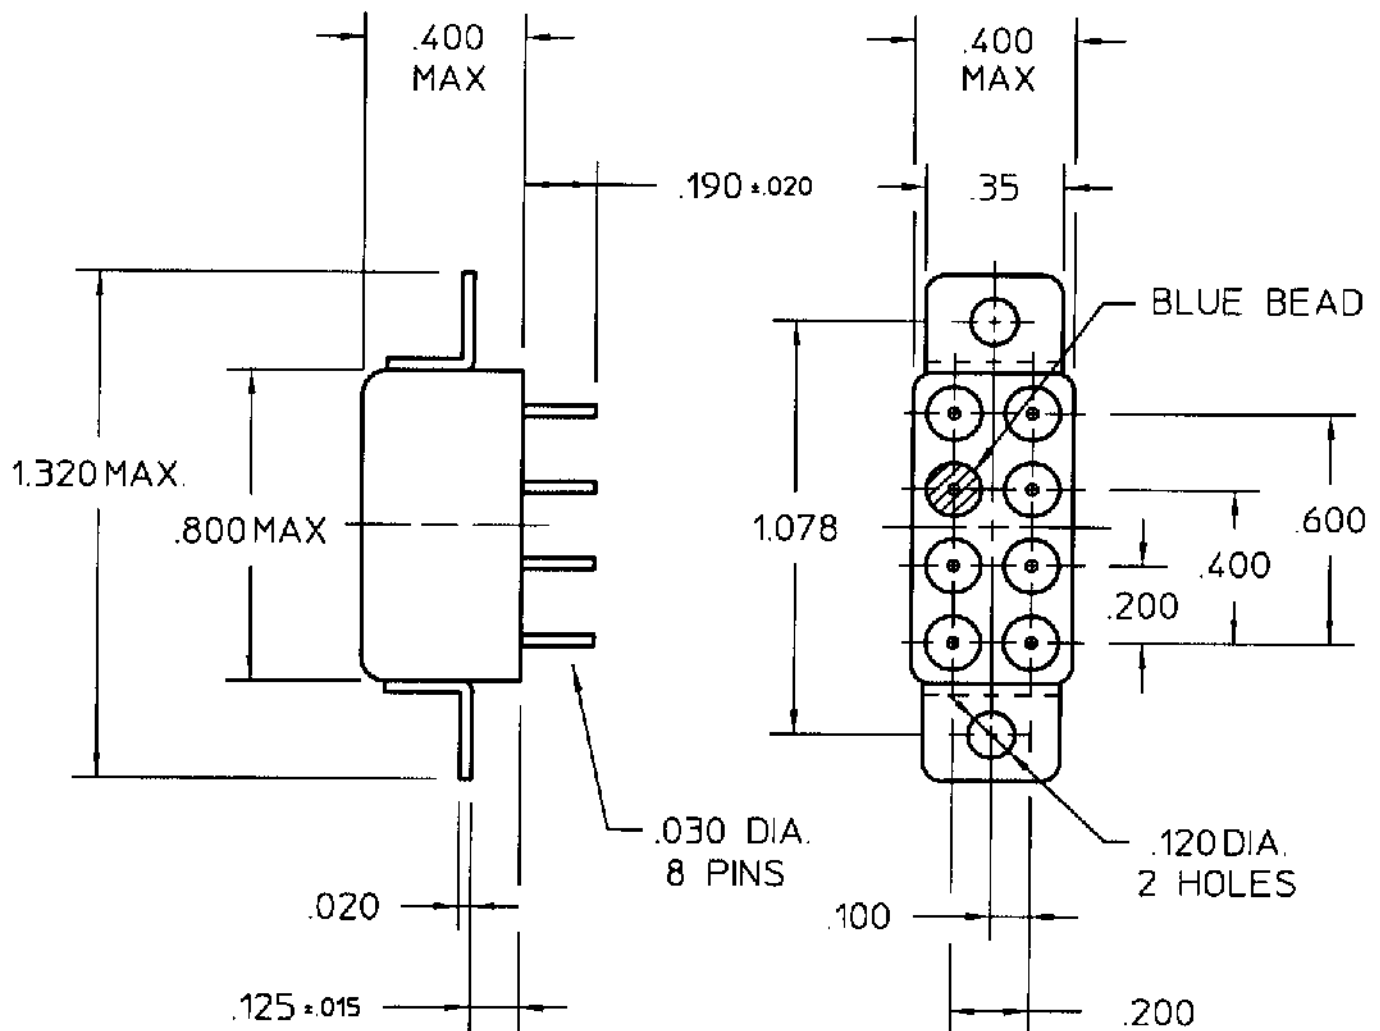 .400
MAX
.400
MAX
.190 ±.020
.35
BLUE BEAD
1.320 MAX.
.800 MAX
1.078
.600
.400
.200
.030 DIA.
8 PINS
.120 DIA.
2 HOLES
.020
.100
.125 ±.015
.200